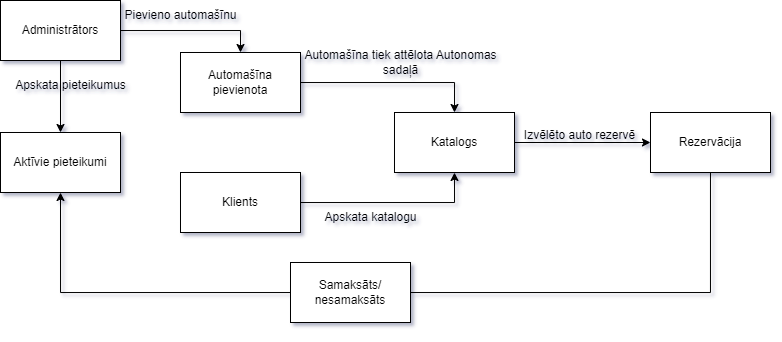 Administrātors
Pievieno automašīnu
Apskata pieteikumus
Automašīna
pievienota
Automašīna tiek attēlota Autonomas
sadaļā
Aktīvie pieteikumi
Katalogs
Izvēlēto auto rezervē
Rezervācija
Klients
Apskata katalogu
Samaksāts/
nesamaksāts